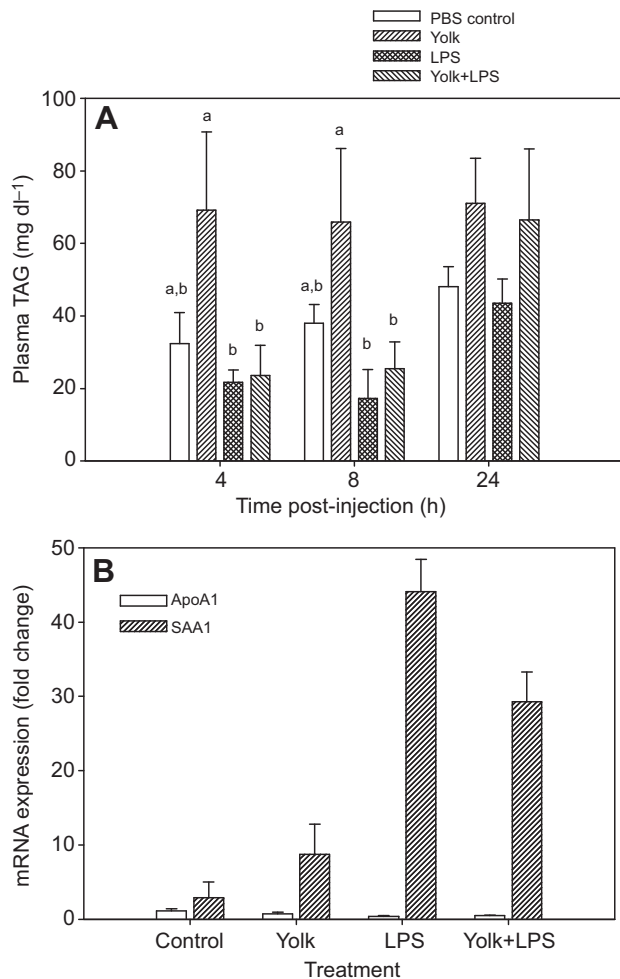 PBS control
Yolk
LPS
Yolk+LPS
A
100
80
60
40
20
0
Plasma TAG (mg dl⁻¹)
a,b
a
b
b
a,b
a
b
b
4
8
24
Time post-injection (h)
B
ApoA1
SAA1
50
40
30
20
10
0
mRNA expression (fold change)
Control
Yolk
LPS
Yolk+LPS
Treatment